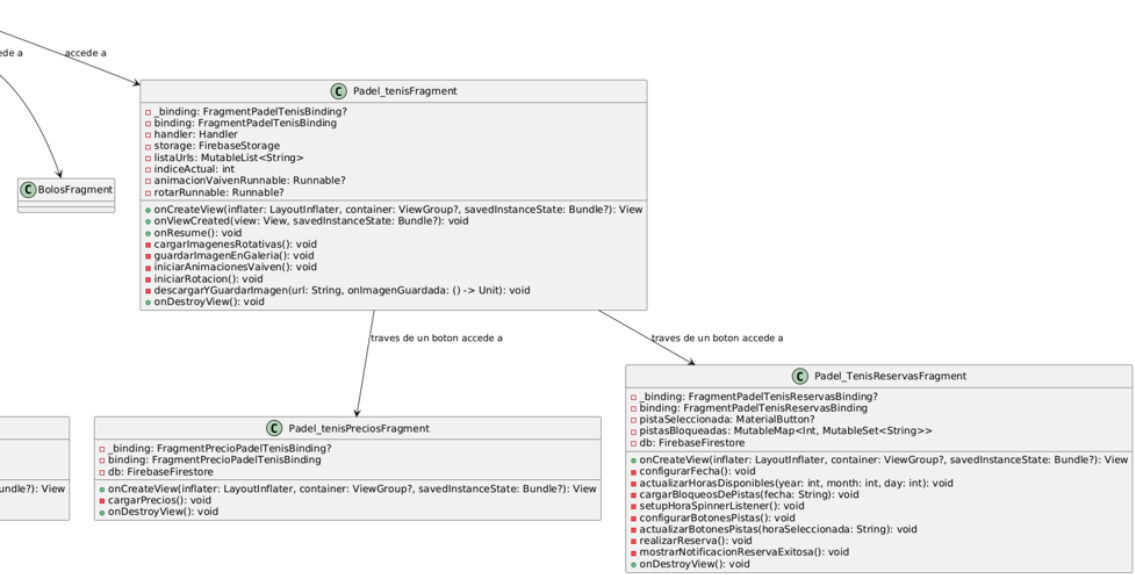 ede a
accede a
C Padel_tenisFragment
_binding: FragmentPadelTenisBinding?
binding: FragmentPadelTenisBinding
handler: Handler
storage: FirebaseStorage
listaUrls: MutableList<String>
indiceActual: int
animacionVaivenRunnable: Runnable?
rotarRunnable: Runnable?
onCreateView(inflater: LayoutInflater, container: ViewGroup?, savedInstanceState: Bundle?): View
onViewCreated(view: View, savedInstanceState: Bundle?): void
onResume(): void
cargarImagenesRotativas(): void
guardarImagenEnGaleria(): void
iniciarAnimacionesVaiven(): void
iniciarRotacion(): void
descargarYGuardarImagen(url: String, onImagenGuardada: () -> Unit): void
onDestroyView(): void
C BolosFragment
traves de un boton accede a
traves de un boton accede a
undle?): View
C Padel_tenisPreciosFragment
_binding: FragmentPrecioPadelTenisBinding?
binding: FragmentPrecioPadelTenisBinding
db: FirebaseFirestore
onCreateView(inflater: LayoutInflater, container: ViewGroup?, savedInstanceState: Bundle?): View
cargarPrecios(): void
onDestroyView(): void
C Padel_TenisReservasFragment
_binding: FragmentPadelTenisReservasBinding?
binding: FragmentPadelTenisReservasBinding
pistaSeleccionada: MaterialButton?
pistasBloqueadas: MutableMap<Int, MutableSet<String>>
db: FirebaseFirestore
onCreateView(inflater: LayoutInflater, container: ViewGroup?, savedInstanceState: Bundle?): View
configurarFecha(): void
actualizarHorasDisponibles(year: int, month: int, day: int): void
cargarBloqueosDePistas(fecha: String): void
setupHoraSpinnerListener(): void
configurarBotonesPistas(): void
actualizarBotonesPistas(horaSeleccionada: String): void
realizarReserva(): void
mostrarNotificacionReservaExitosa(): void
onDestroyView(): void